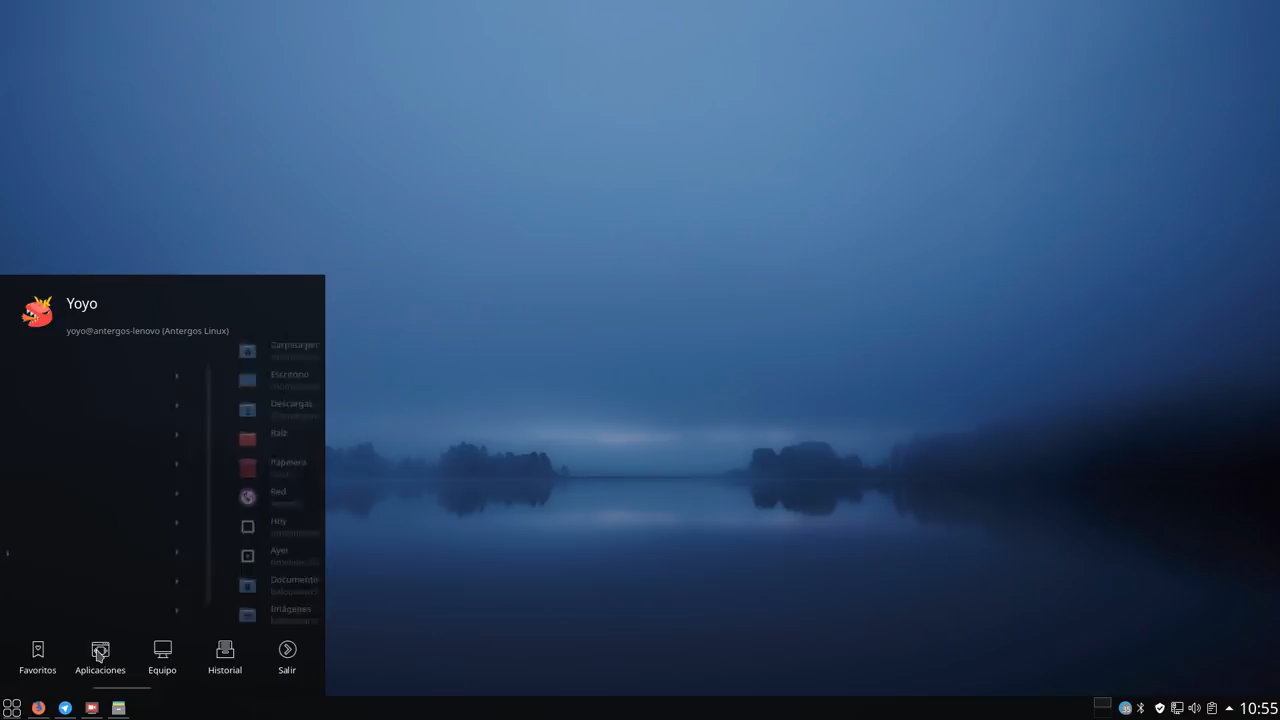 Yoyo
yoyo@antergos-lenovo (Antergos Linux)
Escritorio
Descargas
Raíz
Papelera
Red
Hoy
Ayer
Documento
Imágenes
Favoritos
Aplicaciones
Equipo
Historial
Salir
35
10:55